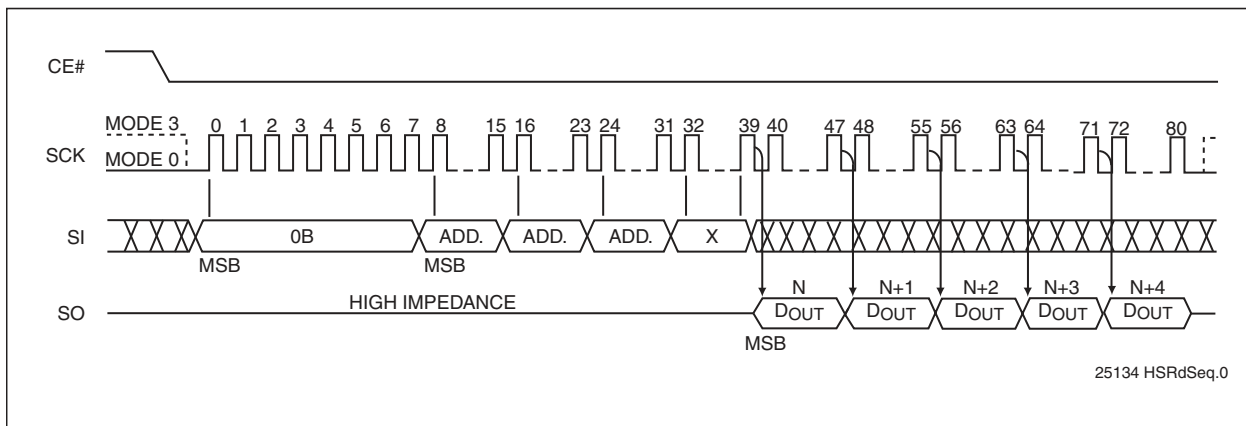 CE#
MODE 3
0 1 2 3 4 5 6 7 8 15 16 23 24 31 32 39 40 47 48 55 56 63 64 71 72 80
SCK
MODE 0
SI
0B ADD. ADD. ADD. X
MSB MSB
N N+1 N+2 N+3 N+4
HIGH IMPEDANCE
SO
DOUT DOUT DOUT DOUT DOUT
MSB
25134 HSRdSeq.0